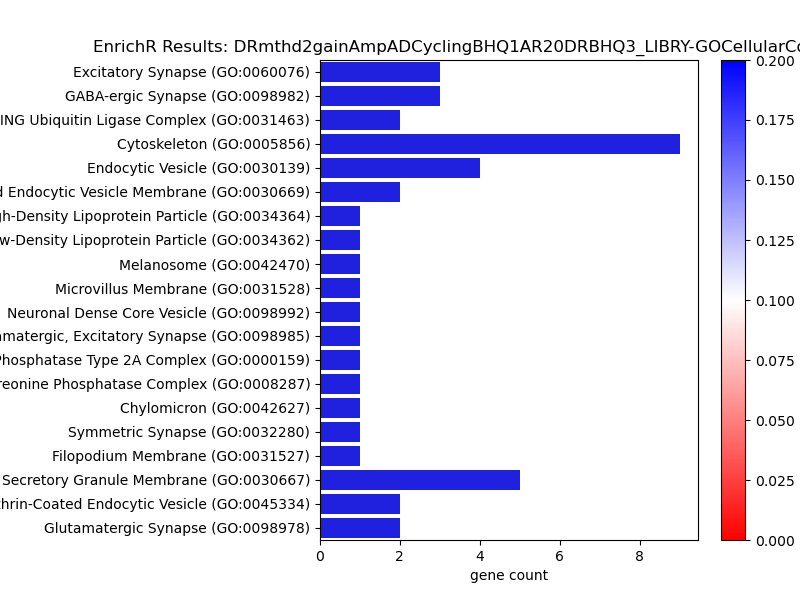 EnrichR Results: DRmthd2gainAmpADCyclingBHQ1AR20DRBHQ3_LIBRY-GOCellularCo
Excitatory Synapse (GO:0060076)
GABA-ergic Synapse (GO:0098982)
ING Ubiquitin Ligase Complex (GO:0031463)
Cytoskeleton (GO:0005856)
Endocytic Vesicle (GO:0030139)
d Endocytic Vesicle Membrane (GO:0030669)
gh-Density Lipoprotein Particle (GO:0034364)
w-Density Lipoprotein Particle (GO:0034362)
Melanosome (GO:0042470)
Microvillus Membrane (GO:0031528)
Neuronal Dense Core Vesicle (GO:0098992)
amatergic, Excitatory Synapse (GO:0098985)
Phosphatase Type 2A Complex (GO:0000159)
reonine Phosphatase Complex (GO:0008287)
Chylomicron (GO:0042627)
Symmetric Synapse (GO:0032280)
Filopodium Membrane (GO:0031527)
Secretory Granule Membrane (GO:0030667)
thrin-Coated Endocytic Vesicle (GO:0045334)
Glutamatergic Synapse (GO:0098978)
0 2 4 6 8
gene count
0.200
0.175
0.150
0.125
0.100
0.075
0.050
0.025
0.000